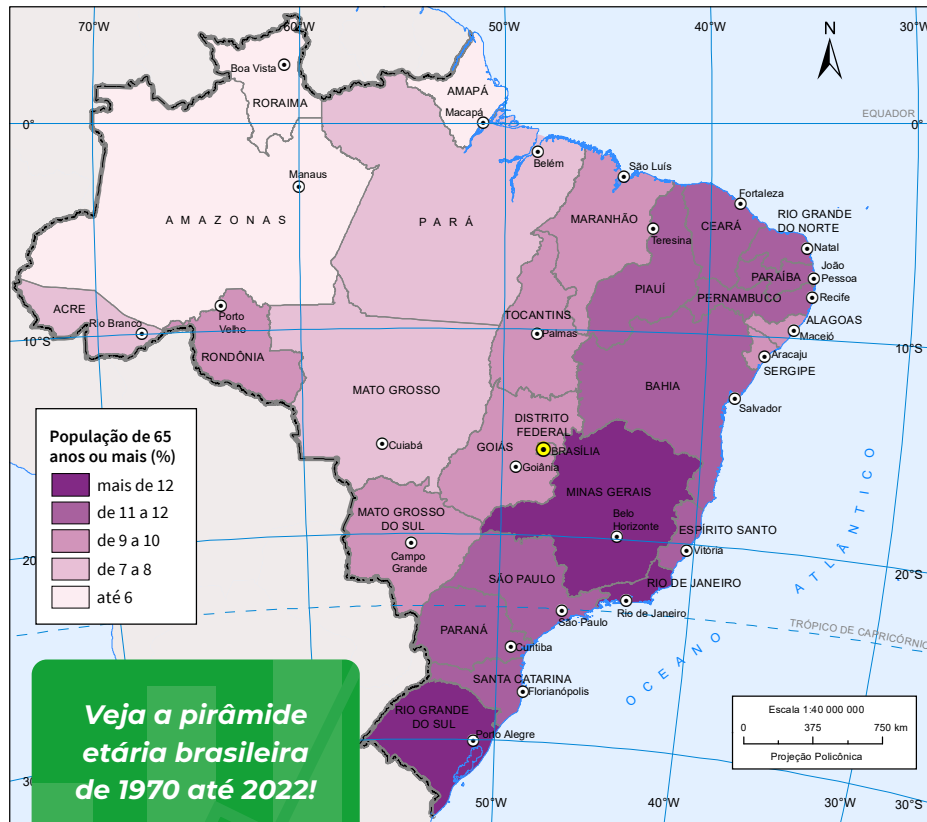 70°W
60°W
50°W
40°W
30°W
N
Boa Vista
RORAIMA
AMAPÁ
Macapá
EQUADOR
0°
0°
Belém
São Luís
Manaus
Fortaleza
AMAZONAS
PARÁ
MARANHÃO
CEARÁ
RIO GRANDE
DO NORTE
Teresina
Natal
João
Pessoa
PARAÍBA
PIAUÍ
PERNAMBUCO
Recife
ACRE
Rio Branco
Porto
Velho
TOCANTINS
Palmas
ALAGOAS
Maceió
10°S
10°S
RONDÔNIA
Aracaju
SERGIPE
MATO GROSSO
BAHIA
Salvador
DISTRITO
FEDERAL
GOIÁS
BRASÍLIA
Cuiabá
Goiânia
População de 65
anos ou mais (%)
mais de 12
de 11 a 12
de 9 a 10
de 7 a 8
até 6
MINAS GERAIS
MATO GROSSO
DO SUL
Belo
Horizonte
ESPÍRITO SANTO
Vitória
Campo
Grande
20°
20°S
SÃO PAULO
RIO DE JANEIRO
Rio de Janeiro
São Paulo
TRÓPICO DE CAPRICÓRNIO
OCEANO ATLÂNTICO
PARANÁ
Curitiba
SANTA CATARINA
Florianópolis
RIO GRANDE
DO SUL
Porto Alegre
Veja a pirâmide
etária brasileira
de 1970 até 2022!
Escala 1:40 000 000
0 375 750 km
Projeção Policônica
30
50°W
40°W
30°W
30°S